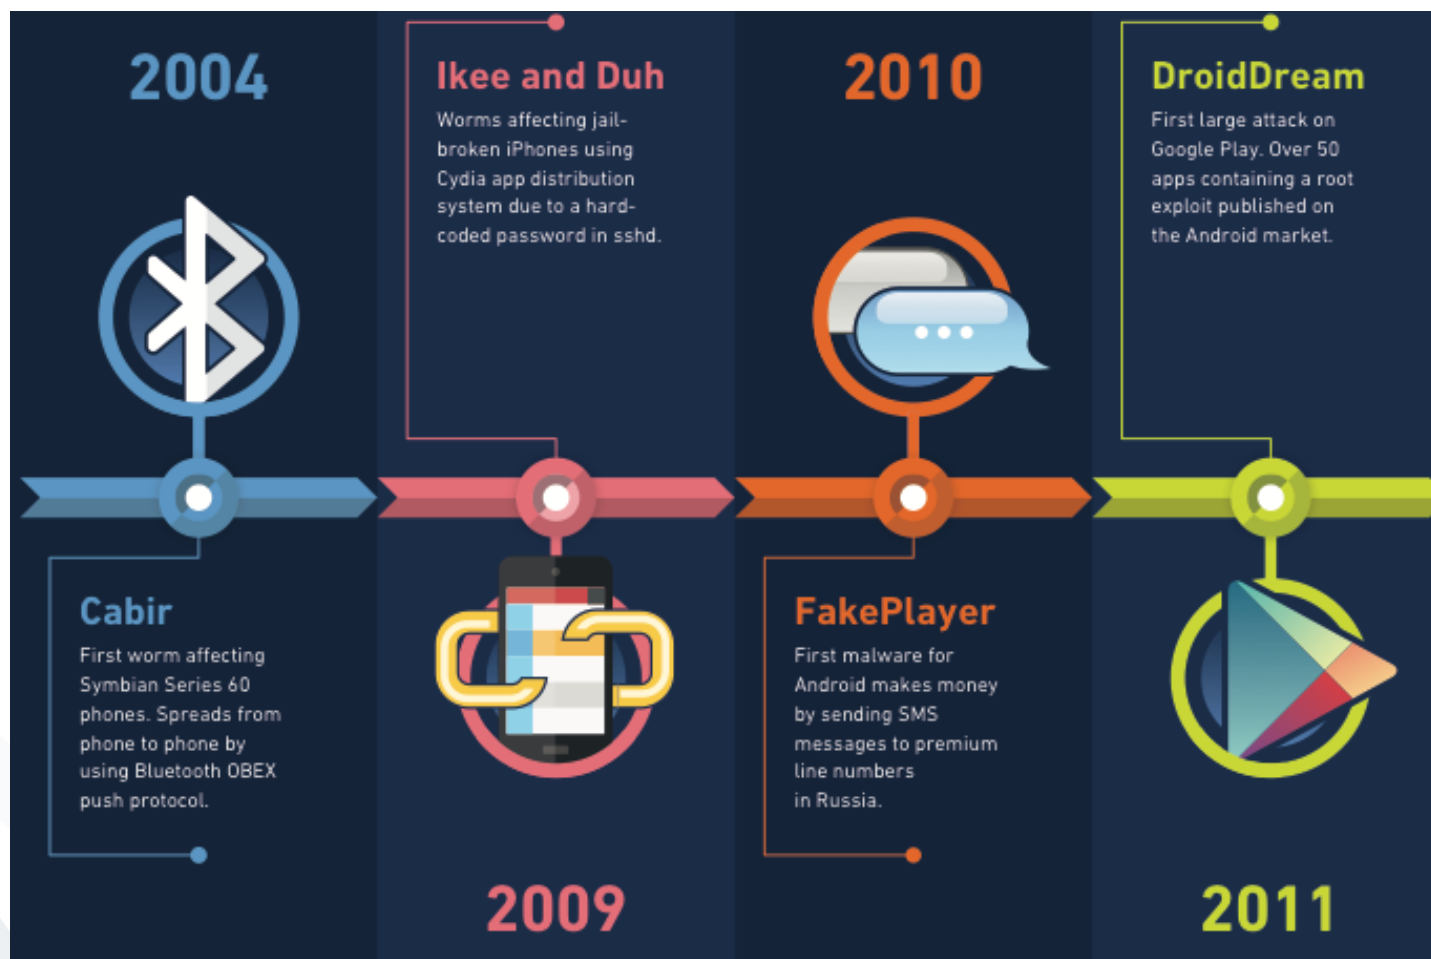 2004
Cabir
First worm affecting
Symbian Series 60
phones. Spreads from
phone to phone by
using Bluetooth OBEX
push protocol.
Ikee and Duh
Worms affecting jail-
broken iPhones using
Cydia app distribution
system due to a hard-
coded password in sshd.
2009
2010
FakePlayer
First malware for
Android makes money
by sending SMS
messages to premium
line numbers
in Russia.
DroidDream
First large attack on
Google Play. Over 50
apps containing a root
exploit published on
the Android market.
2011